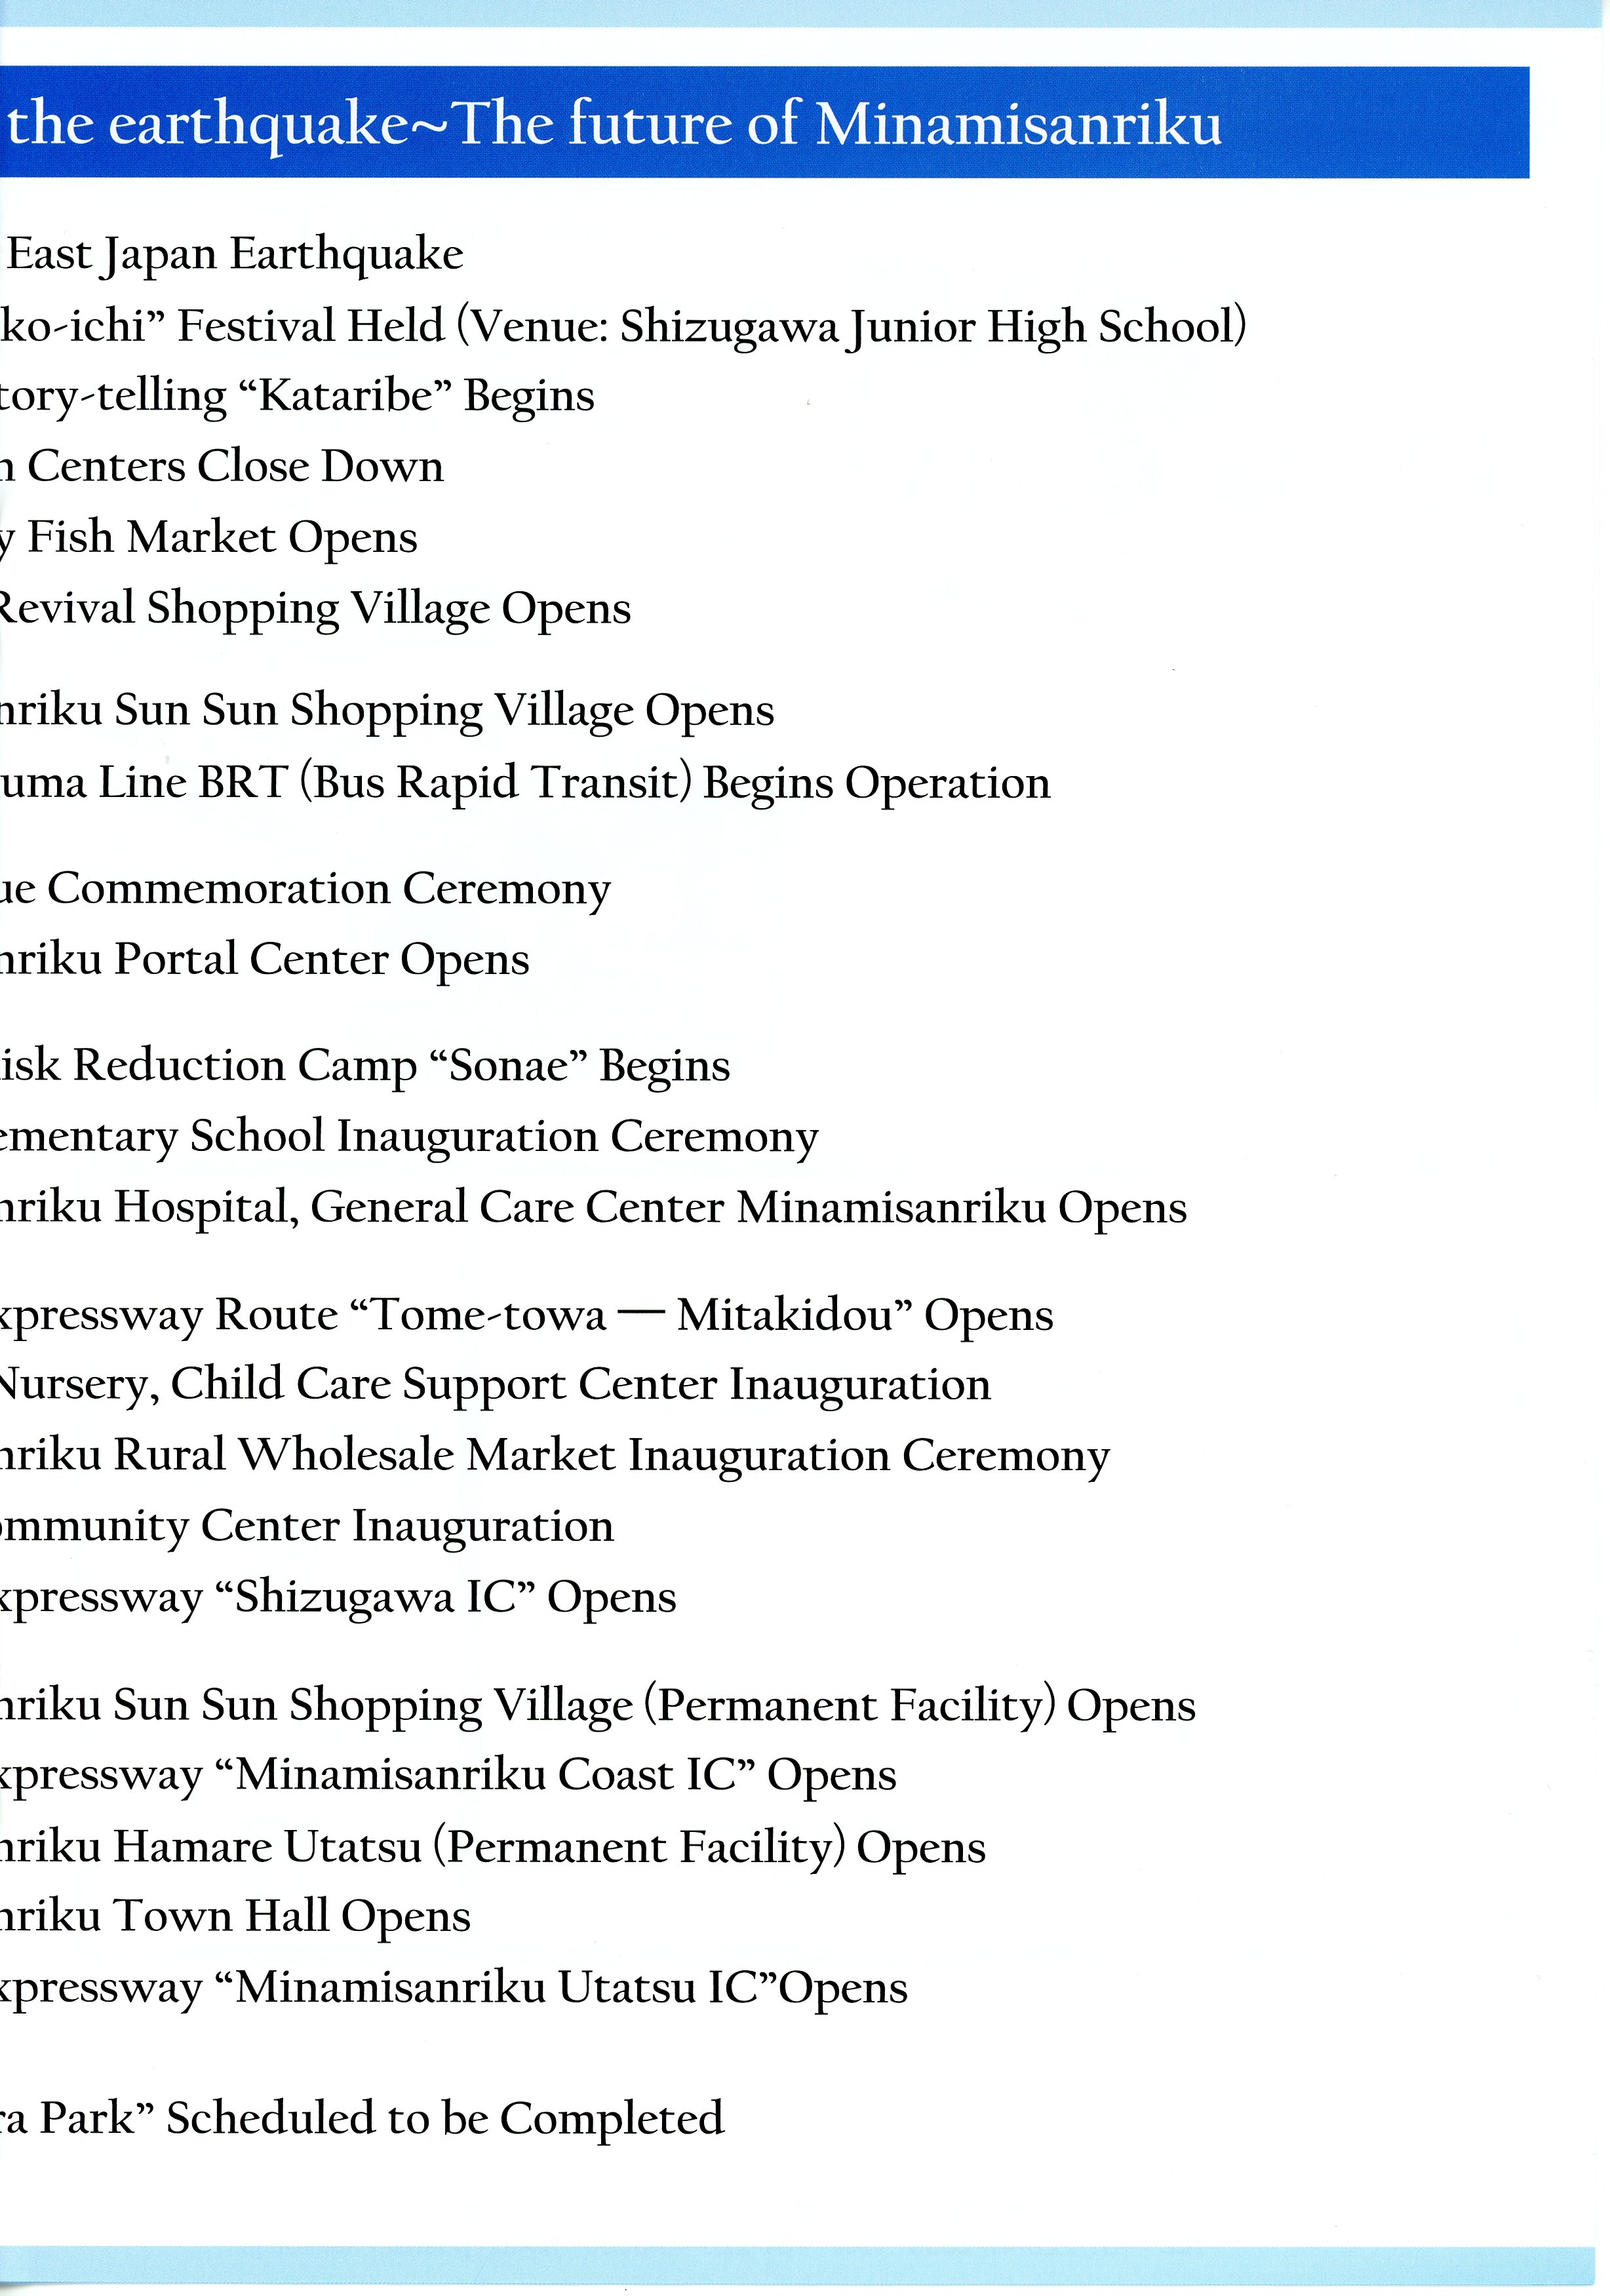 the earthquake~The future of Minamisanriku
East Japan Earthquake
ko-ichi” Festival Held (Venue: Shizugawa Junior High School)
tory-telling “Kataribe” Begins
n Centers Close Down
y Fish Market Opens
Revival Shopping Village Opens
nriku Sun Sun Shopping Village Opens
uma Line BRT (Bus Rapid Transit) Begins Operation
ue Commemoration Ceremony
nriku Portal Center Opens
isk Reduction Camp “Sonae” Begins
ementary School Inauguration Ceremony
nriku Hospital, General Care Center Minamisanriku Opens
xpressway Route “Tome-towa — Mitakidou” Opens
Nursery, Child Care Support Center Inauguration
nriku Rural Wholesale Market Inauguration Ceremony
ommunity Center Inauguration
xpressway “Shizugawa IC” Opens
nriku Sun Sun Shopping Village (Permanent Facility) Opens
xpressway “Minamisanriku Coast IC” Opens
nriku Hamare Utatsu (Permanent Facility) Opens
nriku Town Hall Opens
xpressway “Minamisanriku Utatsu IC”Opens
ra Park” Scheduled to be Completed